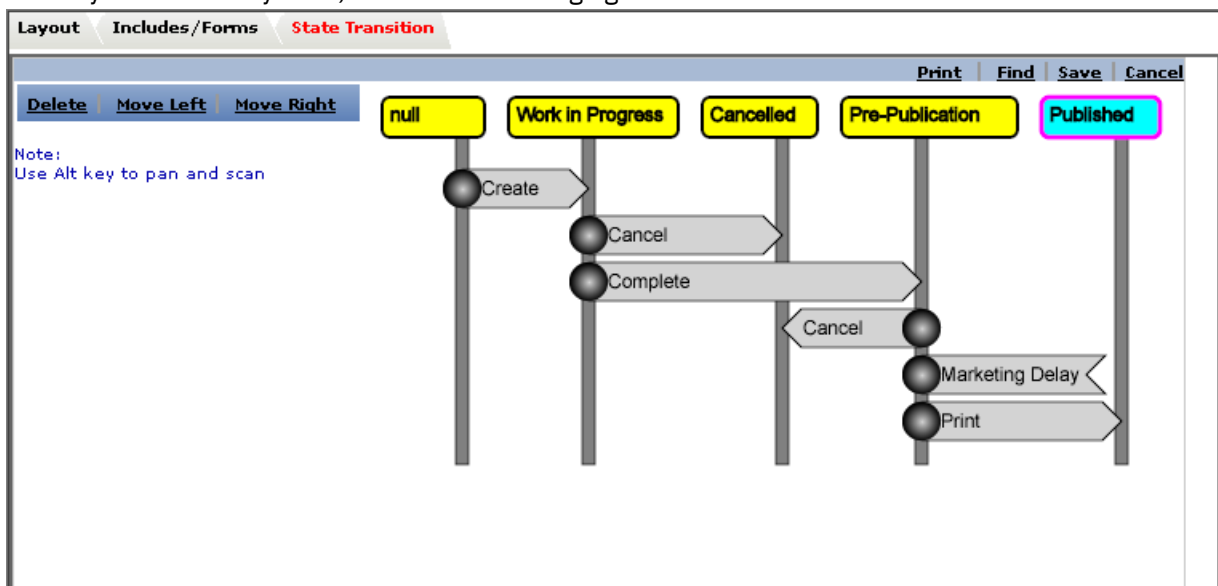 Layout Includes/Forms State Transition
Print Find Save Cancel
Delete Move Left Move Right
null Work in Progress Cancelled Pre-Publication Published
Note:
Use Alt key to pan and scan
Create
Cancel
Complete
Cancel
Marketing Delay
Print